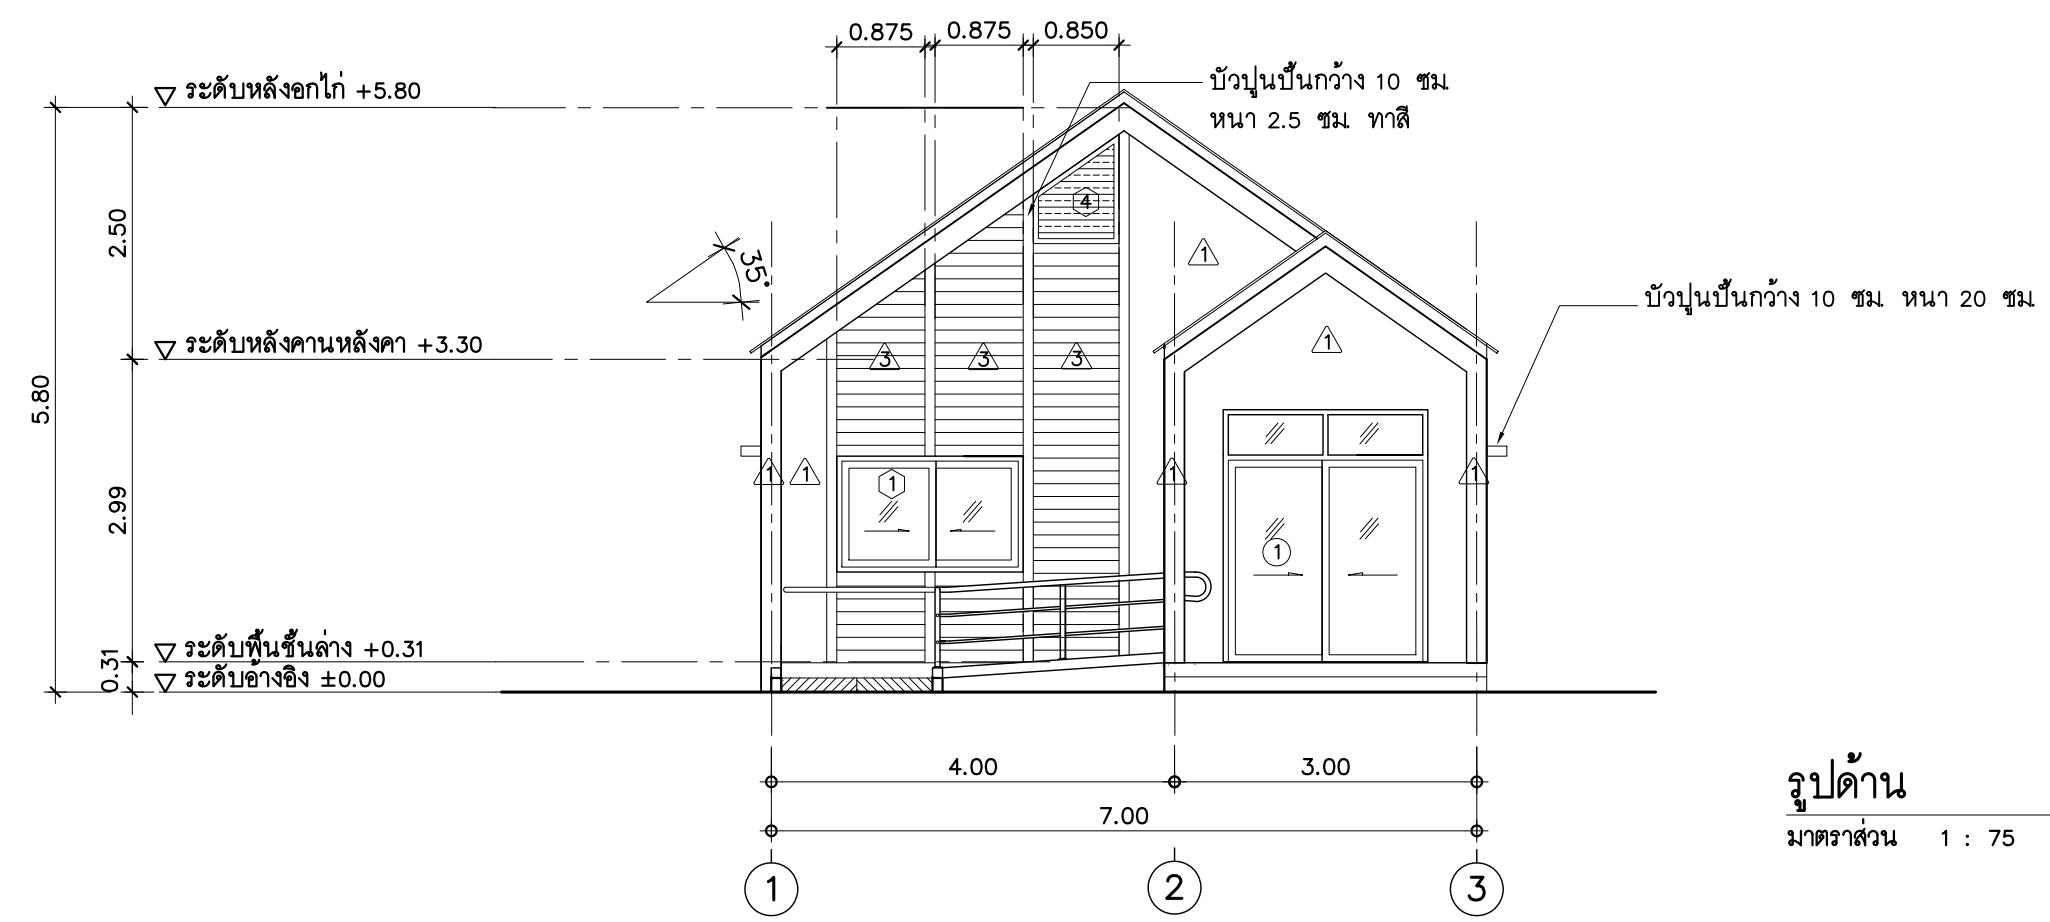 0.875
0.875
0.850
ระดับหลังอกไก่ +5.80
บัวปูนปั้นกว้าง 10 ซม.
หนา 2.5 ซม. ทาสี
4
2.50
35°
1
บัวปูนปั้นกว้าง 10 ซม. หนา 20 ซม.
ระดับหลังคานหลังคา +3.30
3
3
3
1
5.80
2.99
1
1
1
1
1
1
ระดับพื้นชั้นล่าง +0.31
0.31
ระดับอ้างอิง ±0.00
4.00
3.00
7.00
รูปด้าน
มาตราส่วน 1 : 75
1
2
3